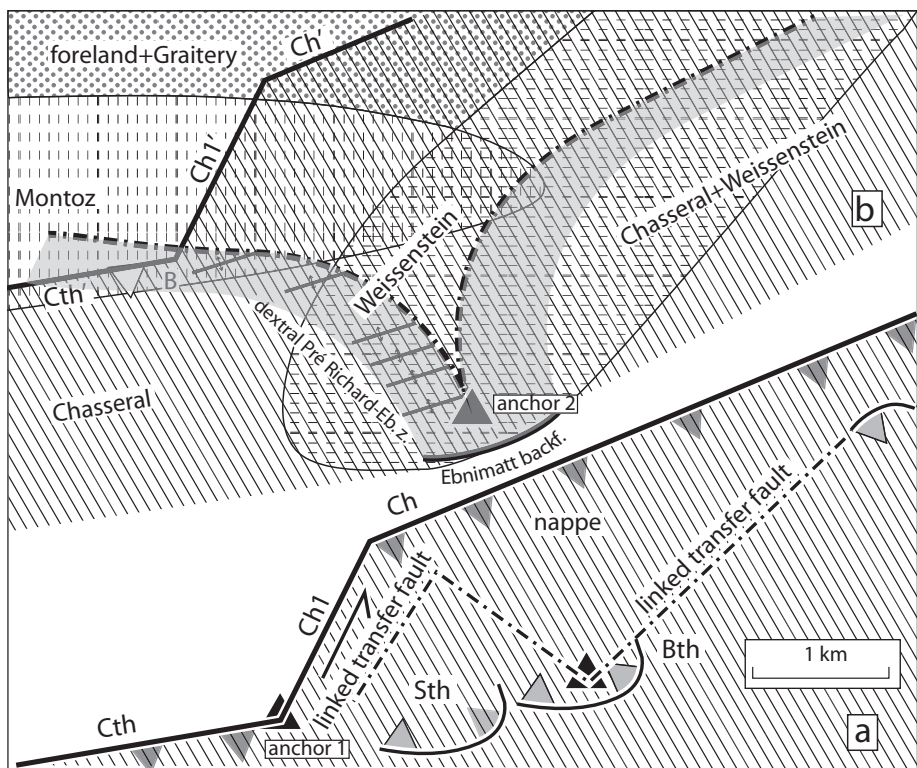 foreland+Graitery
Ch'
Ch1'
Montoz
Weissenstein
Chasseral+Weissenstein
b
B
Cth'
dextral Pré Richard-Eb.z.
Chasseral
anchor 2
Ebnimatt backf.
Ch
nappe
linked transfer fault
linked transfer fault
Ch1
Bth
1 km
Sth
Cth
anchor 1
a